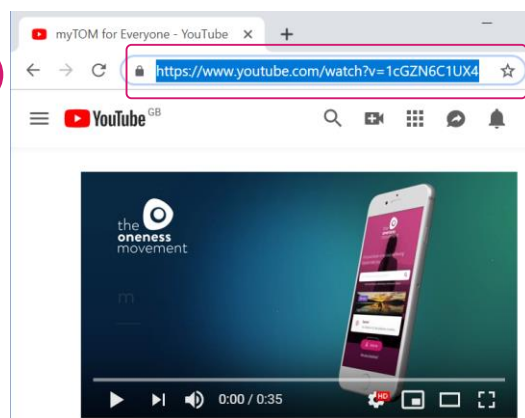 myTOM for Everyone - YouTube
https://www.youtube.com/watch?v=1cGZN6C1UX4
YouTube GB
the
oneness
movement
m
0:00 / 0:35
HD